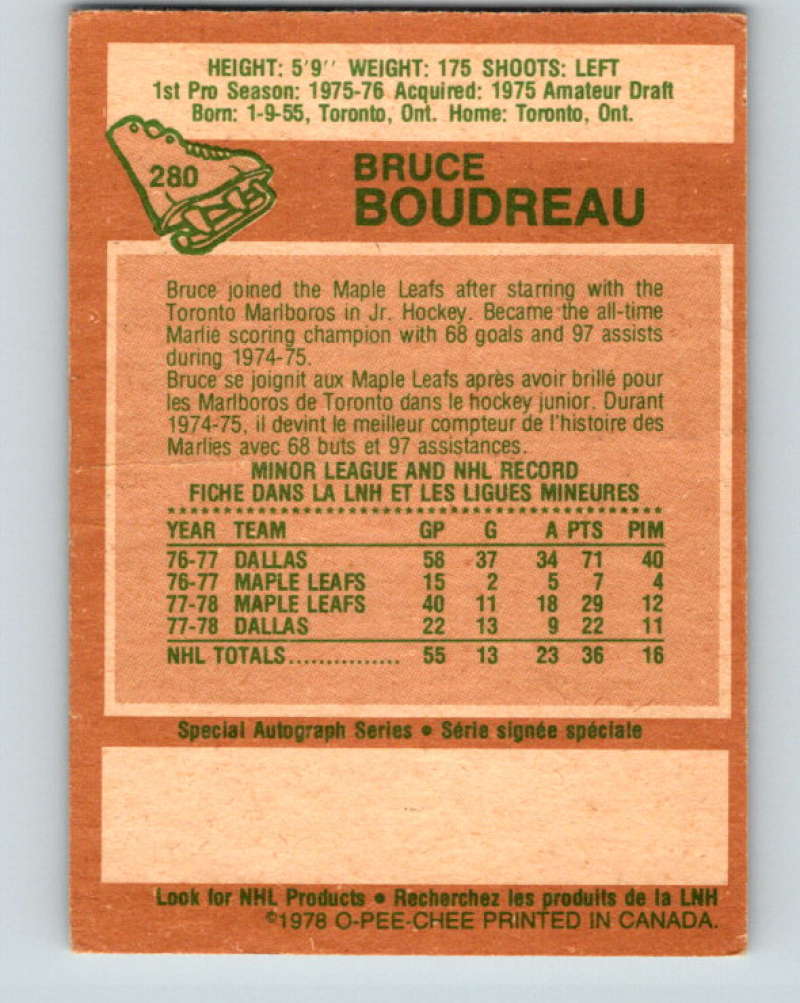 HEIGHT: 5'9'' WEIGHT: 175 SHOOTS: LEFT
1st Pro Season: 1975-76 Acquired: 1975 Amateur Draft
Born: 1-9-55, Toronto, Ont. Home: Toronto, Ont.
280
BRUCE
BOUDREAU
Bruce joined the Maple Leafs after starring with the
Toronto Marlboros in Jr. Hockey. Became the all-time
Marlie scoring champion with 68 goals and 97 assists
during 1974-75.
Bruce se joignit aux Maple Leafs après avoir brillé pour
les Marlboros de Toronto dans le hockey junior. Durant
1974-75, il devint le meilleur compteur de l'histoire des
Marlies avec 68 buts et 97 assistances.
MINOR LEAGUE AND NHL RECORD
FICHE DANS LA LNH ET LES LIGUES MINEURES
YEAR TEAM GP G A PTS PIM
76-77 DALLAS 58 37 34 71 40
76-77 MAPLE LEAFS 15 2 5 7 4
77-78 MAPLE LEAFS 40 11 18 29 12
77-78 DALLAS 22 13 9 22 11
NHL TOTALS............... 55 13 23 36 16
Special Autograph Series • Série signée spéciale
Look for NHL Products • Recherchez les produits de la LNH
©1978 O-PEE-CHEE PRINTED IN CANADA.